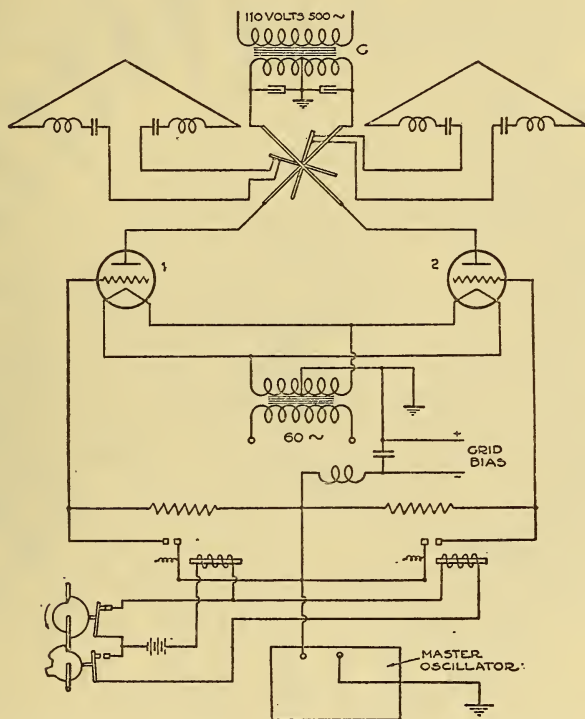 110 VOLTS 500 ~
G
1
2
60 ~
+
GRID
BIAS
-
MASTER
OSCILLATOR